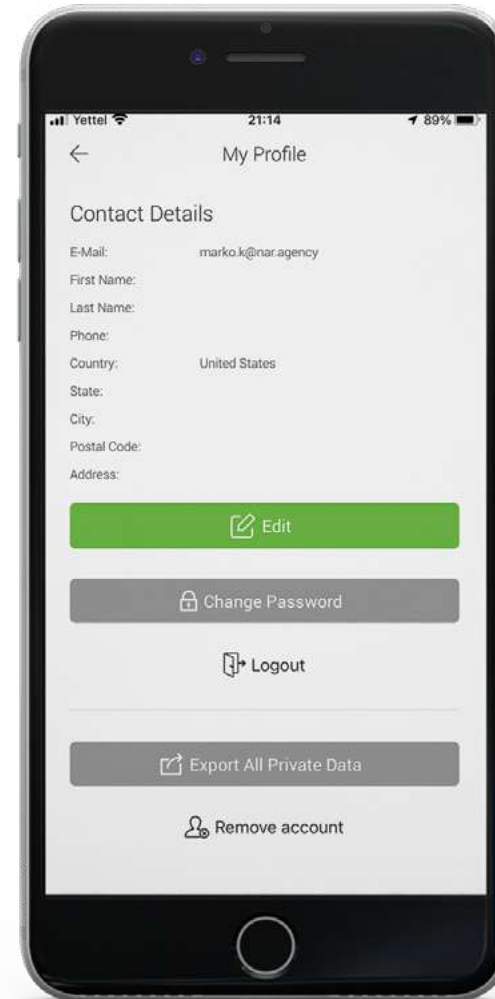 Yettel 21:14 89%
My Profile
Contact Details
E-Mail: marko.k@nar.agency
First Name:
Last Name:
Phone:
Country: United States
State:
City:
Postal Code:
Address:
Edit
Change Password
Logout
Export All Private Data
Remove account